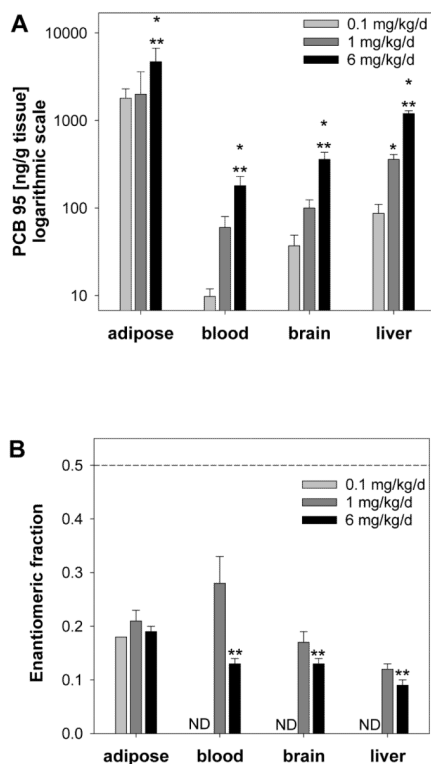 A
0.1 mg/kg/d
1 mg/kg/d
6 mg/kg/d
PCB 95 [ng/g tissue]
logarithmic scale
10000
1000
100
10
*
**
*
**
*
**
*
*
**
adipose blood brain liver
B
0.1 mg/kg/d
1 mg/kg/d
6 mg/kg/d
Enantiomeric fraction
0.5
0.4
0.3
0.2
0.1
0.0
ND ** ND ** ND **
adipose blood brain liver